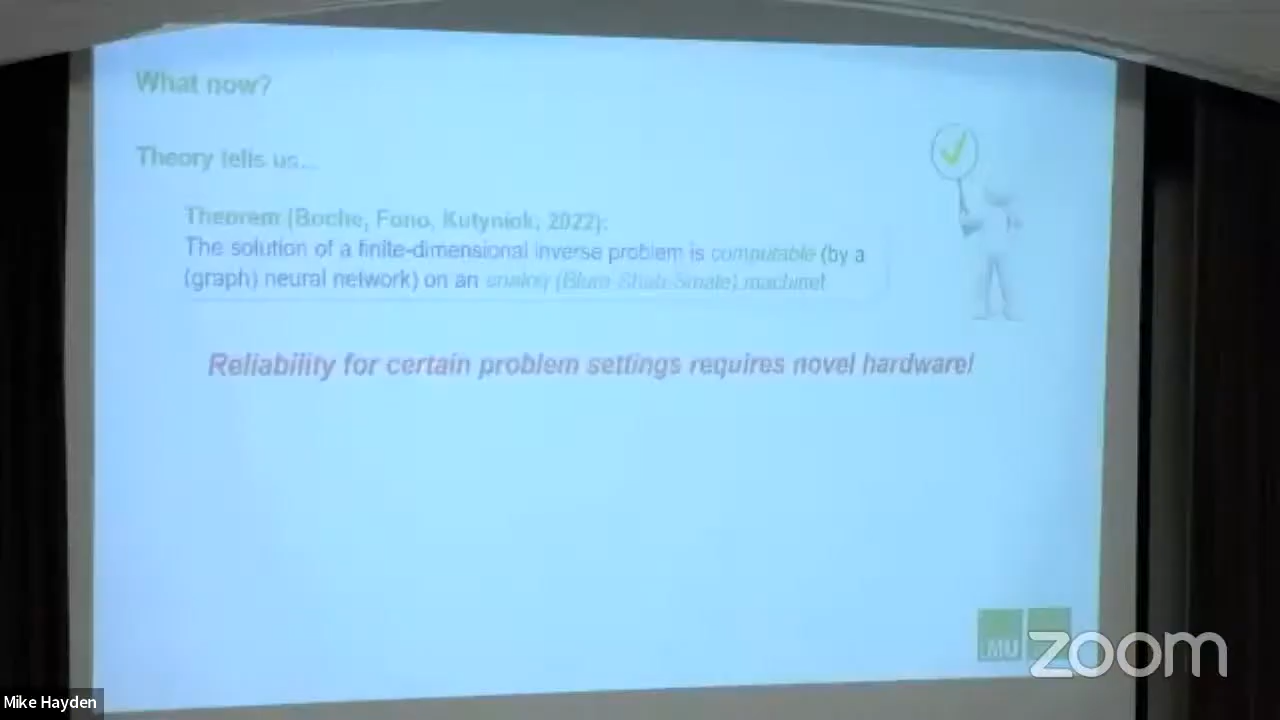 What now?
Theory tells us...
Theorem (Boche, Fono, Kutyniok, 2022):
The solution of a finite-dimensional inverse problem is computable (by a
(graph) neural network) on an analog (Blum-Shub-Smale) machine!
Reliability for certain problem settings requires novel hardware!
LMU
zoom
Mike Hayden